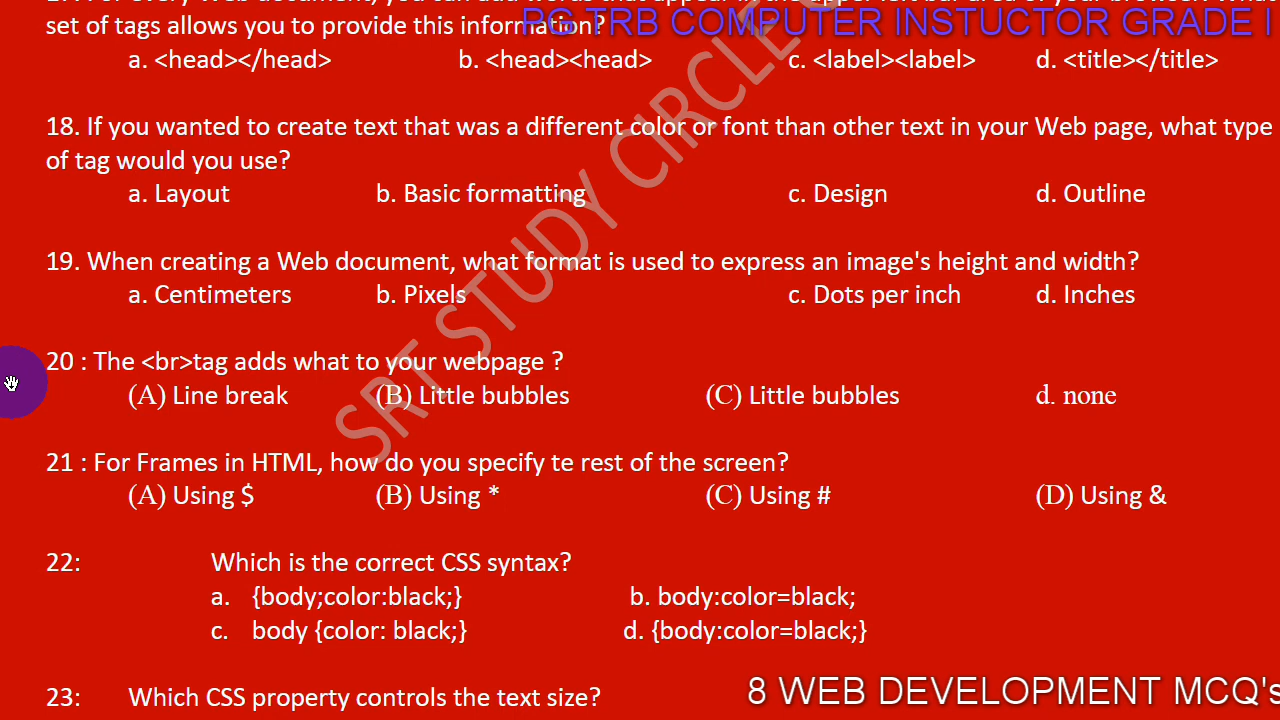 PG TRB COMPUTER INSTUCTOR GRADE I
set of tags allows you to provide this information?
a. <head></head> b. <head><head> c. <label><label> d. <title></title>
18. If you wanted to create text that was a different color or font than other text in your Web page, what type
of tag would you use?
a. Layout b. Basic formatting c. Design d. Outline
19. When creating a Web document, what format is used to express an image's height and width?
a. Centimeters b. Pixels c. Dots per inch d. Inches
20 : The <br>tag adds what to your webpage ?
(A) Line break (B) Little bubbles (C) Little bubbles d. none
21 : For Frames in HTML, how do you specify te rest of the screen?
(A) Using $ (B) Using * (C) Using # (D) Using &
22: Which is the correct CSS syntax?
a. {body;color:black;} b. body:color=black;
c. body {color: black;} d. {body:color=black;}
23: Which CSS property controls the text size?
8 WEB DEVELOPMENT MCQ's
SRT STUDY CIRCLE